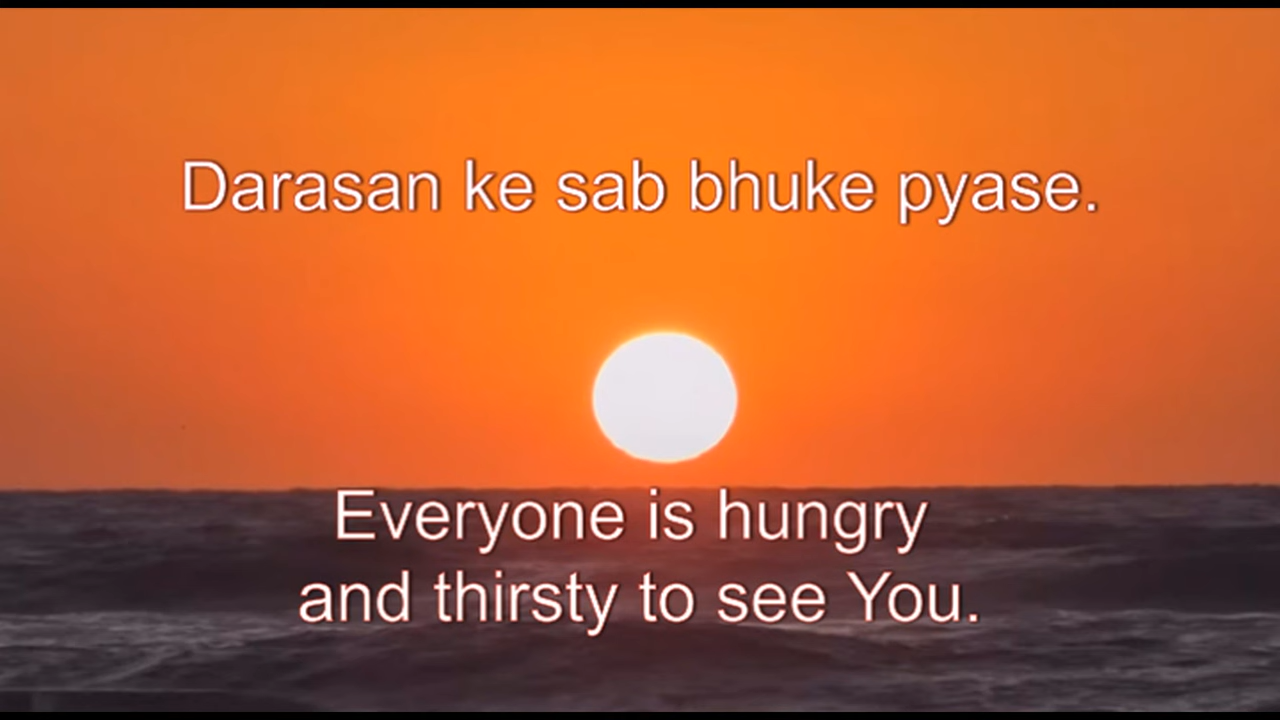 Darasan ke sab bhuke pyase.
Everyone is hungry
and thirsty to see You.